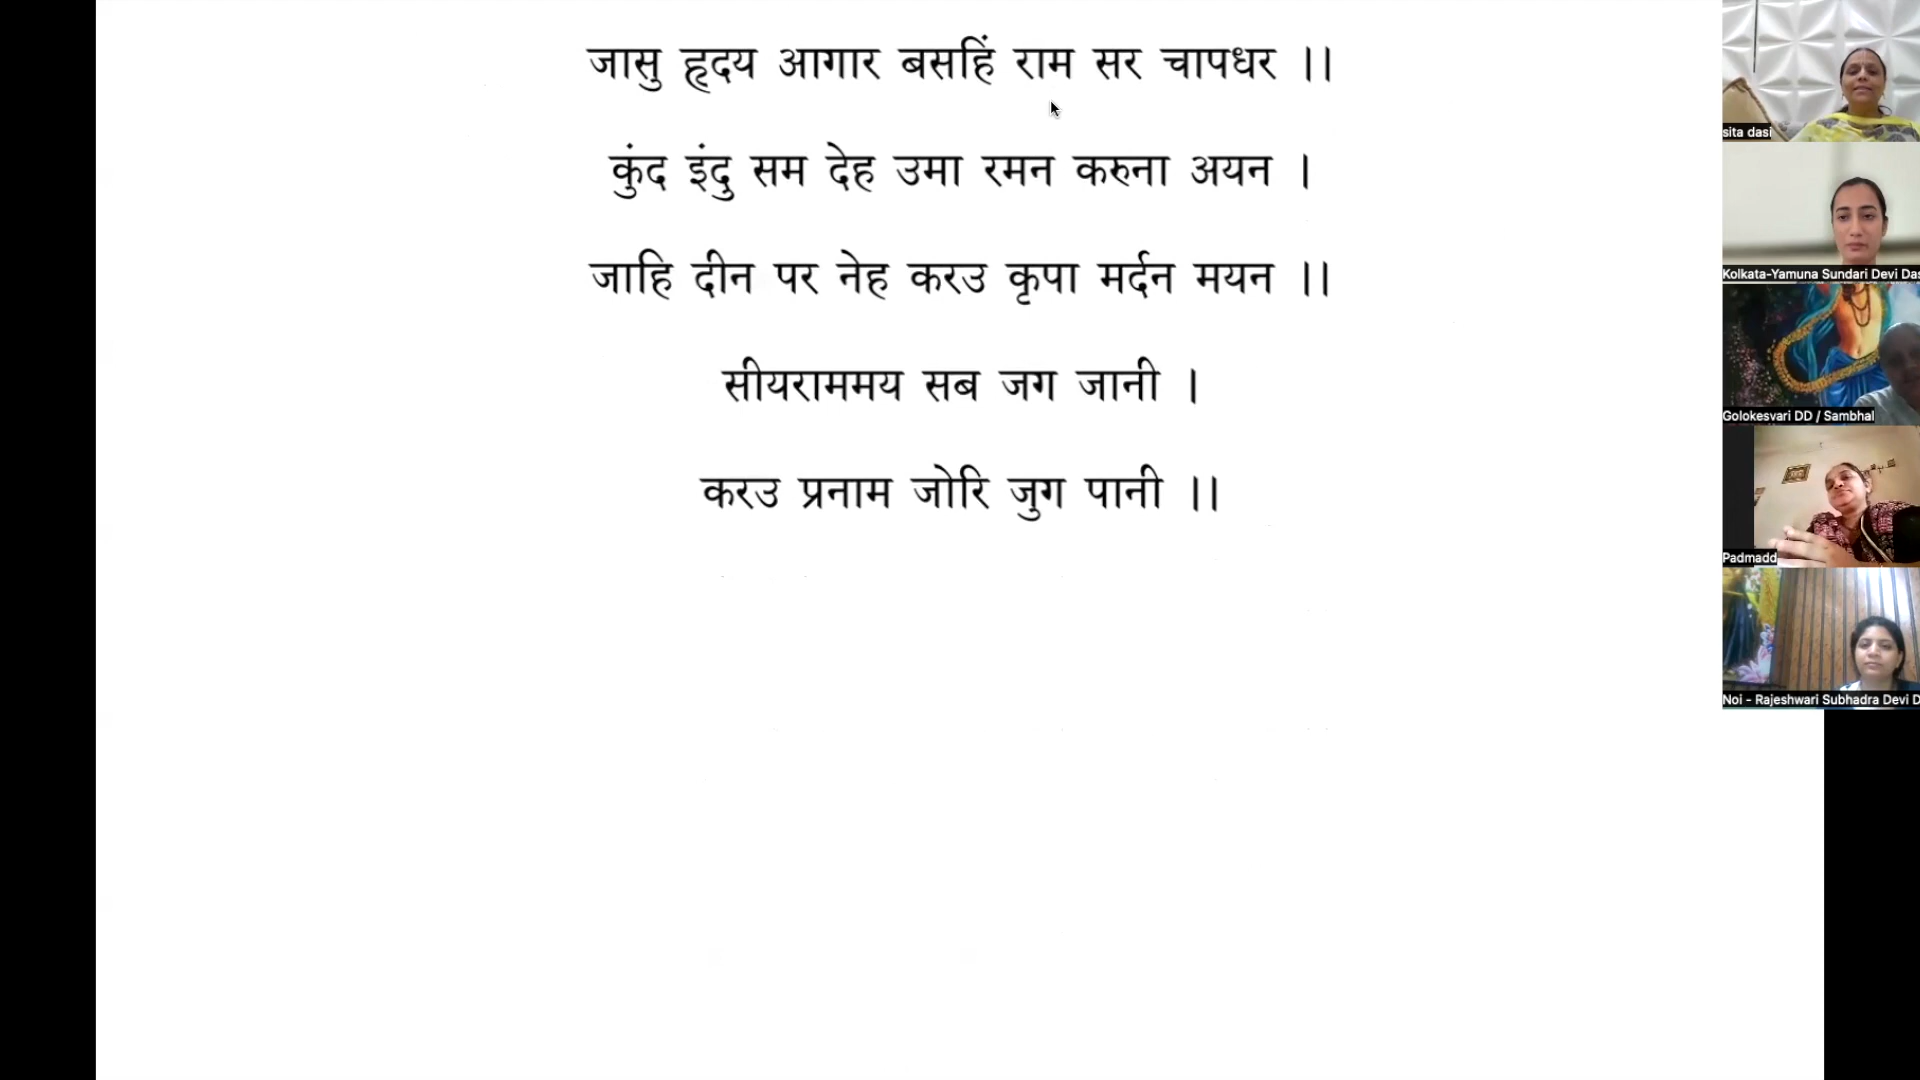 जासु हृदय आगार बसहिं राम सर चापधर ।।
कुंद इंदु सम देह उमा रमन करुना अयन ।
जाहि दीन पर नेह करउ कृपा मर्दन मयन ।।
सीयराममय सब जग जानी ।
करउ प्रनाम जोरि जुग पानी ।।
sita dasi
Kolkata-Yamuna Sundari Devi Das
Golokesvari DD / Sambhal
Padmadd
Noi - Rajeshwari Subhadra Devi D